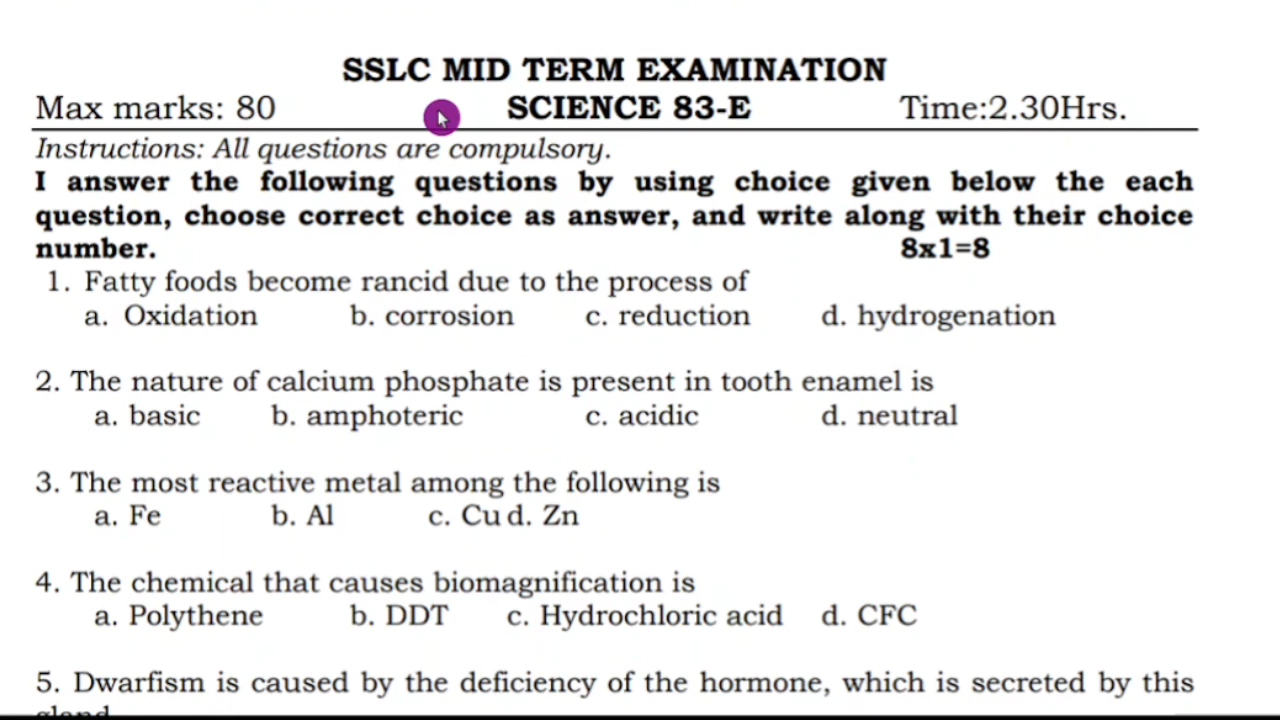 SSLC MID TERM EXAMINATION
Max marks: 80 SCIENCE 83-E Time:2.30Hrs.
Instructions: All questions are compulsory.
I answer the following questions by using choice given below the each
question, choose correct choice as answer, and write along with their choice
number. 8x1=8
1. Fatty foods become rancid due to the process of
a. Oxidation b. corrosion c. reduction d. hydrogenation
2. The nature of calcium phosphate is present in tooth enamel is
a. basic b. amphoteric c. acidic d. neutral
3. The most reactive metal among the following is
a. Fe b. Al c. Cu d. Zn
4. The chemical that causes biomagnification is
a. Polythene b. DDT c. Hydrochloric acid d. CFC
5. Dwarfism is caused by the deficiency of the hormone, which is secreted by this
gland